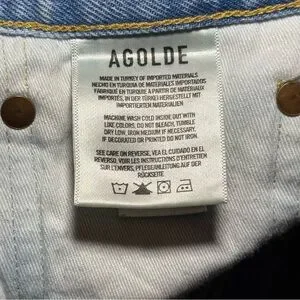 AGOLDE
MADE IN TURKEY OF IMPORTED MATERIALS
HECHO EN TURQUIA DE MATERIALES IMPORTADOS
FABRIQUÉ EN TURQUIE A PARTIR DE MATERIAUX
IMPORTÉS, IN DER TÜRKEI HERGESTELLT MIT
IMPORTIERTEN MATERIALIEN
MACHINE WASH COLD INSIDE OUT WITH
LIKE COLORS, DO NOT BLEACH, TUMBLE
DRY LOW, IRON MEDIUM IF NECESSARY.
IF DECORATED OR PRINTED DO NOT IRON.
SEE CARE ON REVERSE, VEA EL CUIDADO EN EL
REVERSO. VOIR LES INSTRUCTIONS D'ENTRETIEN
SUR L'ENVERS, PFLEGEANLEITUNG AUF DER
RÜCKSEITE